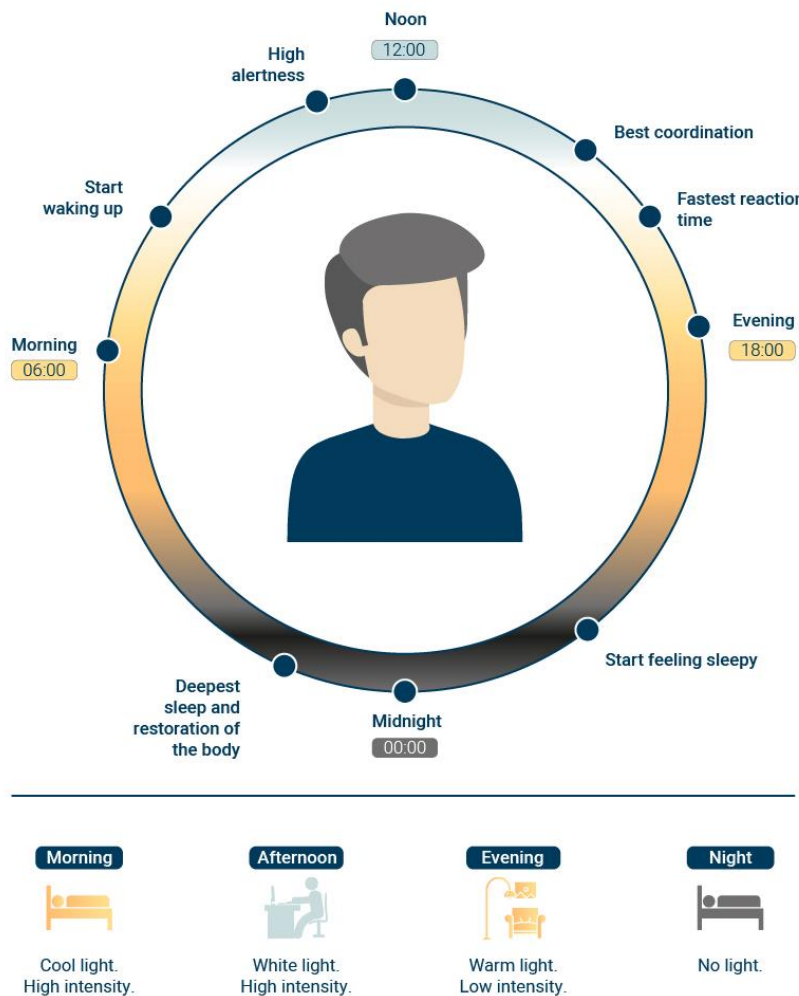 Noon
12:00
High
alertness
Best coordination
Start
waking up
Fastest reaction
time
Morning
06:00
Evening
18:00
Start feeling sleepy
Deepest
sleep and
restoration of
the body
Midnight
00:00
Morning
Cool light.
High intensity.
Afternoon
White light.
High intensity.
Evening
Warm light.
Low intensity.
Night
No light.